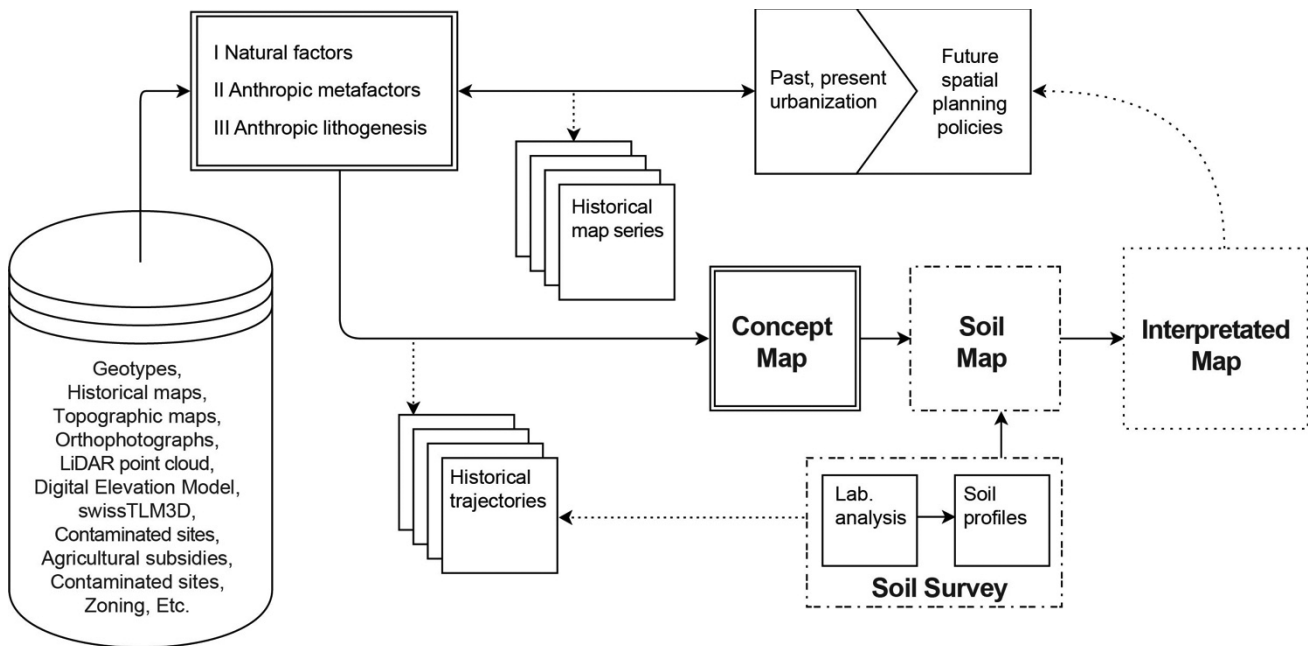 I Natural factors
II Anthropic metafactors
III Anthropic lithogenesis
Past, present
urbanization
Future
spatial
planning
policies
Historical
map series
Concept
Map
Soil
Map
Interpretated
Map
Geotypes,
Historical maps,
Topographic maps,
Orthophotographs,
LiDAR point cloud,
Digital Elevation Model,
swissTLM3D,
Contaminated sites,
Agricultural subsidies,
Contaminated sites,
Zoning, Etc.
Historical
trajectories
Lab.
analysis
Soil
profiles
Soil Survey